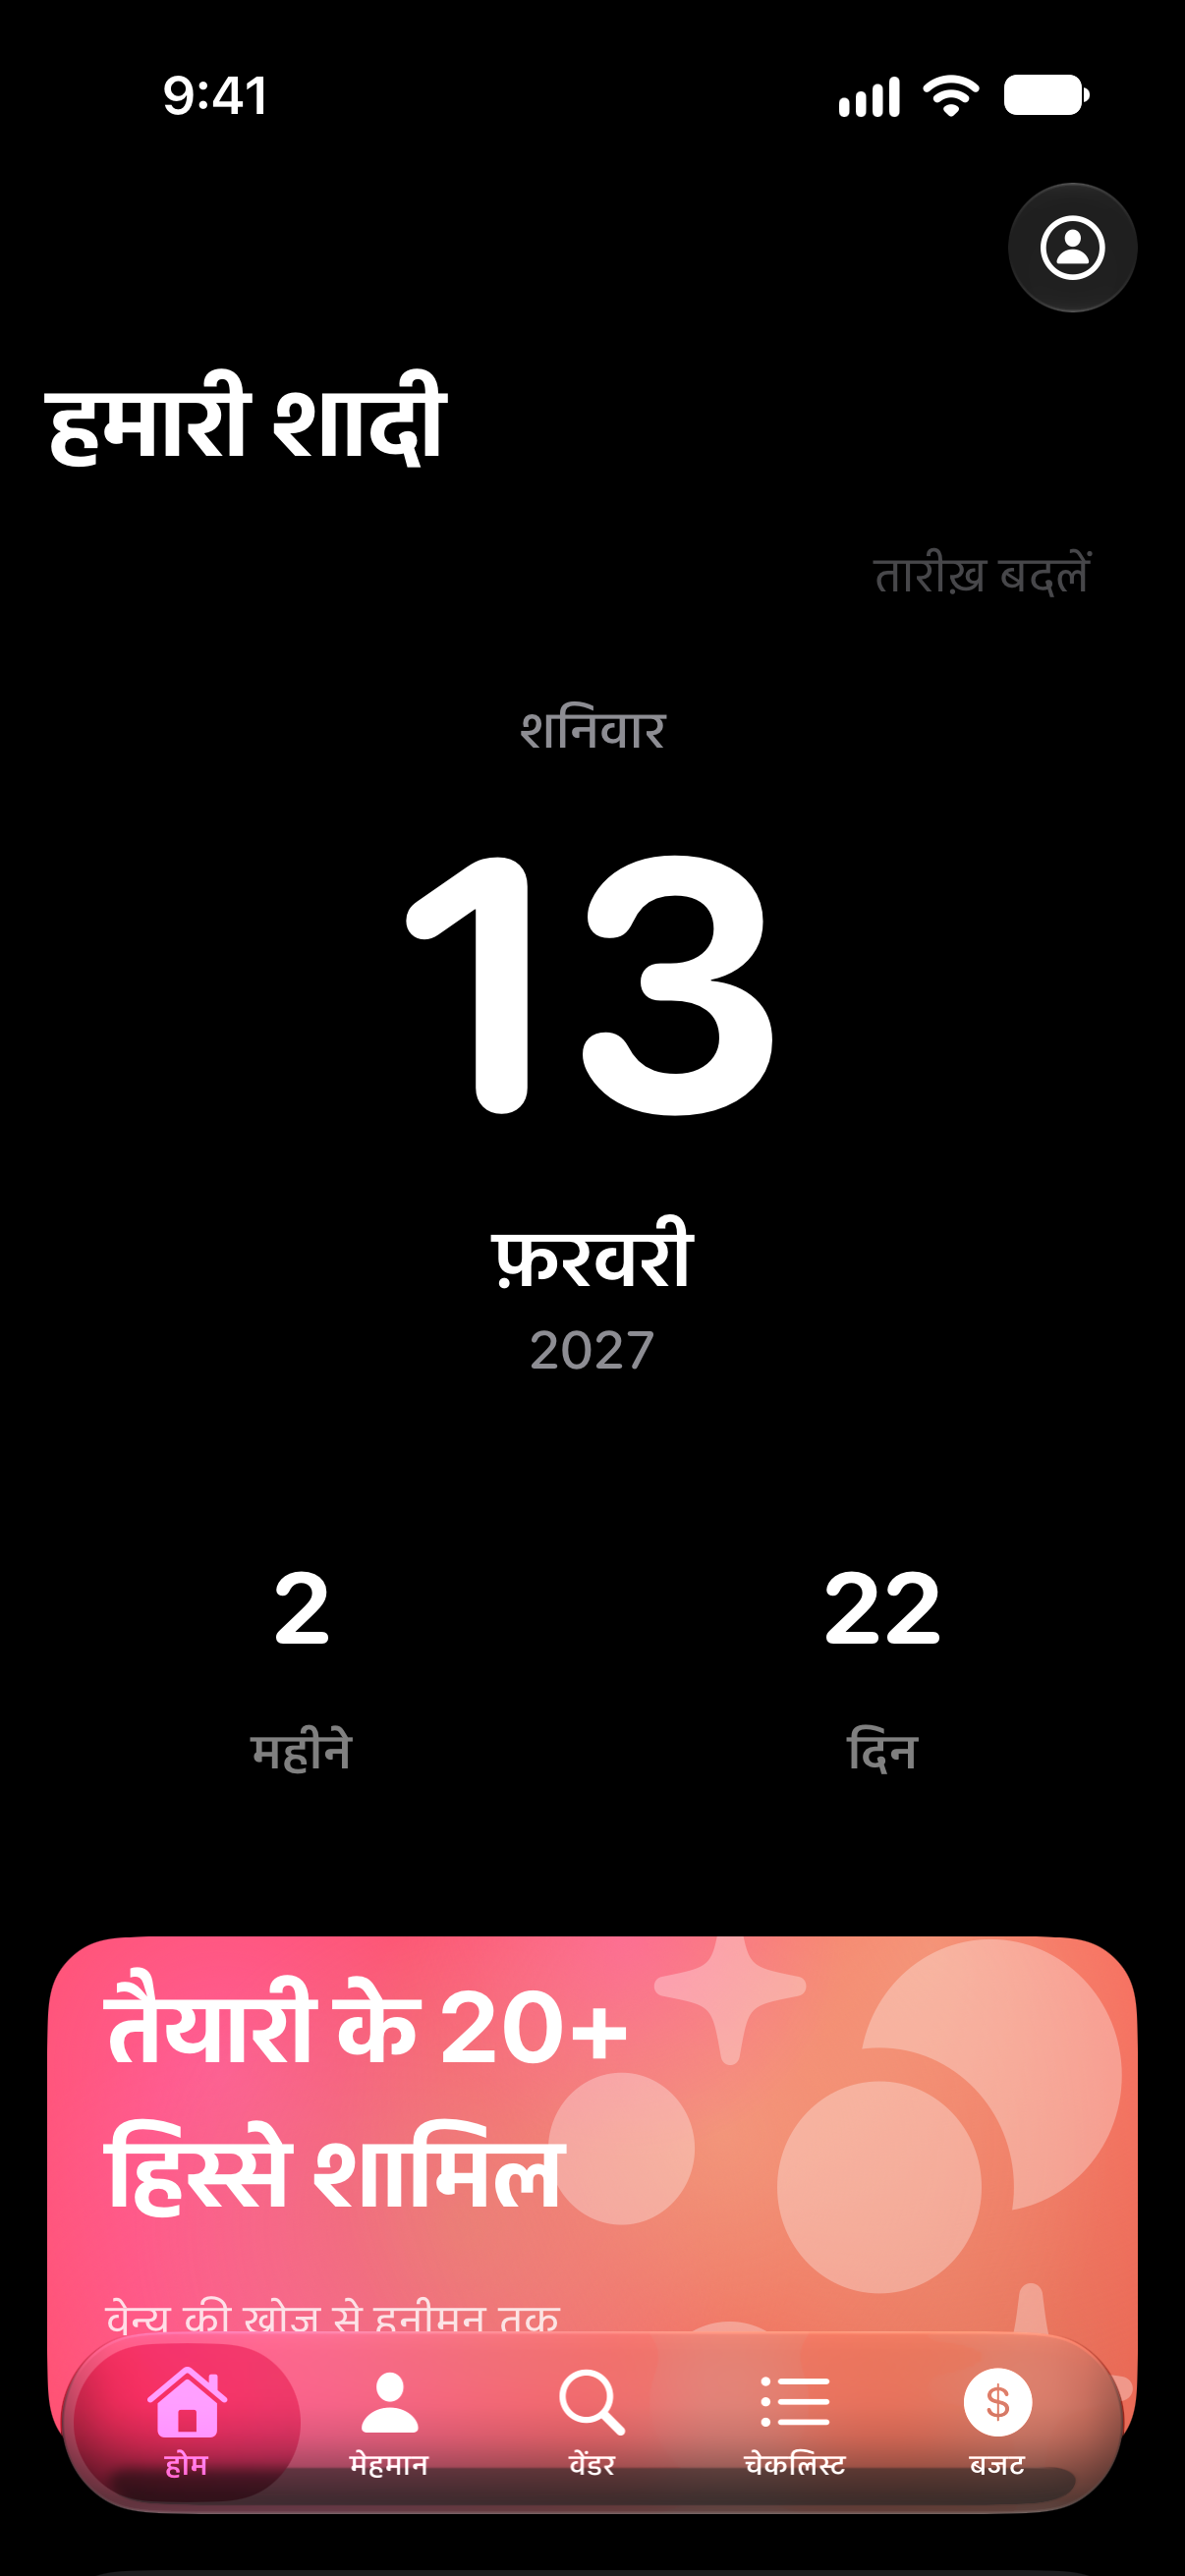 9:41
हमारी शादी
तारीख़ बदलें
शनिवार
13
फ़रवरी
2027
2 22
महीने दिन
तैयारी के 20+
हिस्से शामिल
वेन्यू की खोज से हनीमून तक
होम मेहमान वेंडर चेकलिस्ट $ बजट